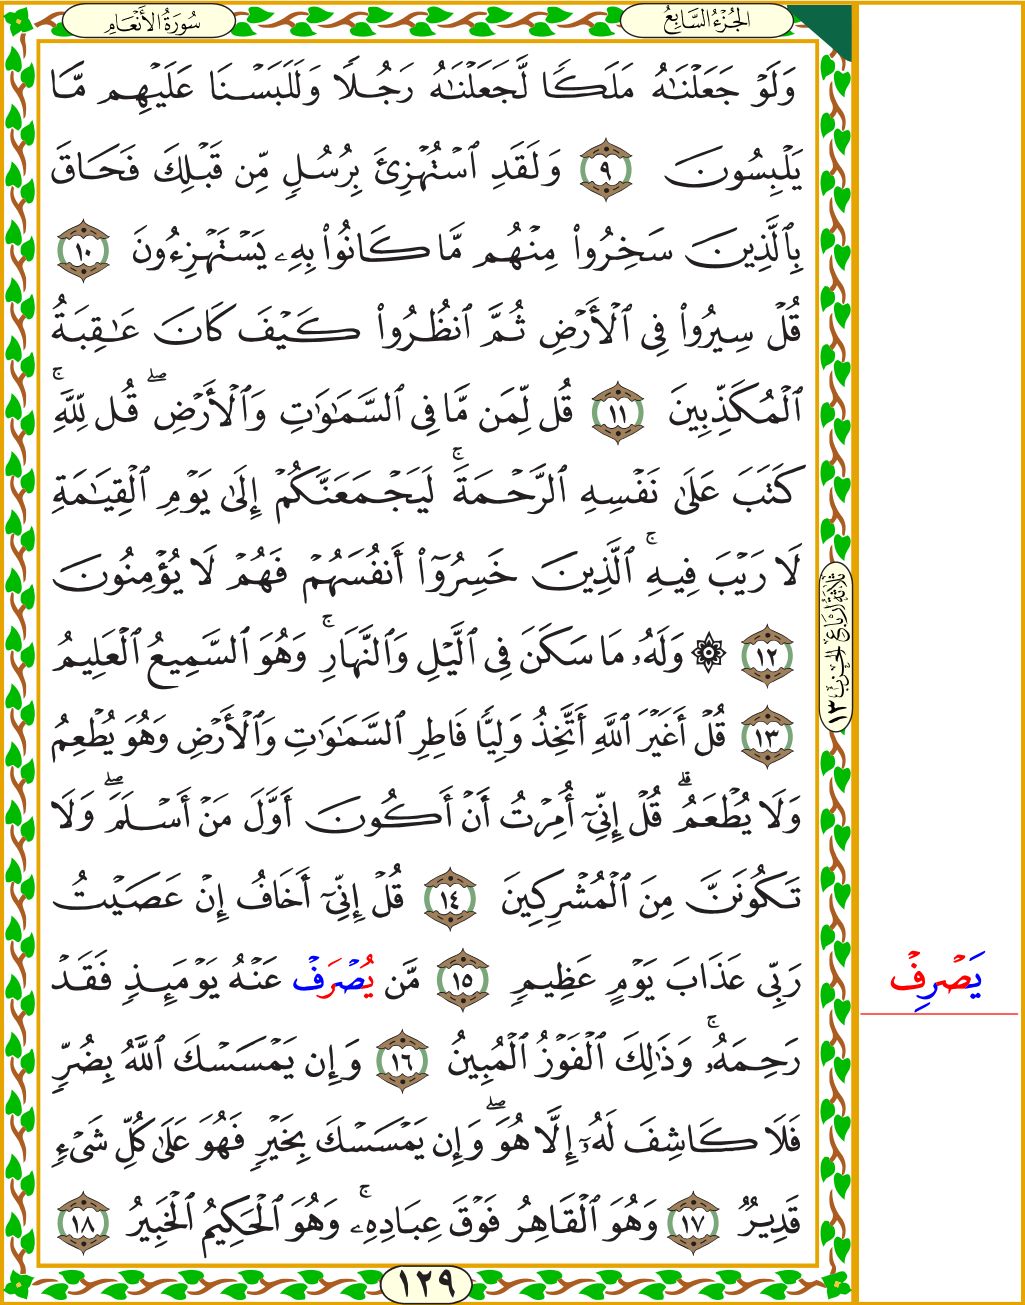 سُورَةُ الأَنْعَامِ
الجُزْءُ السَّابِعُ
وَلَوْ جَعَلْنَٰهُ مَلَكًا لَّجَعَلْنَٰهُ رَجُلًا وَلَلَبَسْنَا عَلَيْهِم مَّا
يَلْبِسُونَ ٩ وَلَقَدِ ٱسْتُهْزِئَ بِرُسُلٍ مِّن قَبْلِكَ فَحَاقَ
بِٱلَّذِينَ سَخِرُوا۟ مِنْهُم مَّا كَانُوا۟ بِهِۦ يَسْتَهْزِءُونَ ١٠
قُلْ سِيرُوا۟ فِى ٱلْأَرْضِ ثُمَّ ٱنظُرُوا۟ كَيْفَ كَانَ عَٰقِبَةُ
ٱلْمُكَذِّبِينَ ١١ قُل لِّمَن مَّا فِى ٱلسَّمَٰوَٰتِ وَٱلْأَرْضِ ۖ قُل لِّلَّهِ ۚ
كَتَبَ عَلَىٰ نَفْسِهِ ٱلرَّحْمَةَ ۚ لَيَجْمَعَنَّكُمْ إِلَىٰ يَوْمِ ٱلْقِيَٰمَةِ
لَا رَيْبَ فِيهِ ۚ ٱلَّذِينَ خَسِرُوٓا۟ أَنفُسَهُمْ فَهُمْ لَا يُؤْمِنُونَ
١٢ ۞ وَلَهُۥ مَا سَكَنَ فِى ٱلَّيْلِ وَٱلنَّهَارِ ۚ وَهُوَ ٱلسَّمِيعُ ٱلْعَلِيمُ
١٣ قُلْ أَغَيْرَ ٱللَّهِ أَتَّخِذُ وَلِيًّا فَاطِرِ ٱلسَّمَٰوَٰتِ وَٱلْأَرْضِ وَهُوَ يُطْعِمُ
وَلَا يُطْعَمُ ۗ قُلْ إِنِّىٓ أُمِرْتُ أَنْ أَكُونَ أَوَّلَ مَنْ أَسْلَمَ ۖ وَلَا
تَكُونَنَّ مِنَ ٱلْمُشْرِكِينَ ١٤ قُلْ إِنِّىٓ أَخَافُ إِنْ عَصَيْتُ
رَبِّى عَذَابَ يَوْمٍ عَظِيمٍ ١٥ مَّن يُصْرَفْ عَنْهُ يَوْمَئِذٍ فَقَدْ
يَصْرِفْ
رَحِمَهُۥ ۚ وَذَٰلِكَ ٱلْفَوْزُ ٱلْمُبِينُ ١٦ وَإِن يَمْسَسْكَ ٱللَّهُ بِضُرٍّ
فَلَا كَاشِفَ لَهُۥٓ إِلَّا هُوَ ۖ وَإِن يَمْسَسْكَ بِخَيْرٍ فَهُوَ عَلَىٰ كُلِّ شَىْءٍ
قَدِيرٌ ١٧ وَهُوَ ٱلْقَاهِرُ فَوْقَ عِبَادِهِۦ ۚ وَهُوَ ٱلْحَكِيمُ ٱلْخَبِيرُ ١٨
ثَلَاثَةُ أَرْبَاعِ الحِزْبِ ١٣
١٢٩